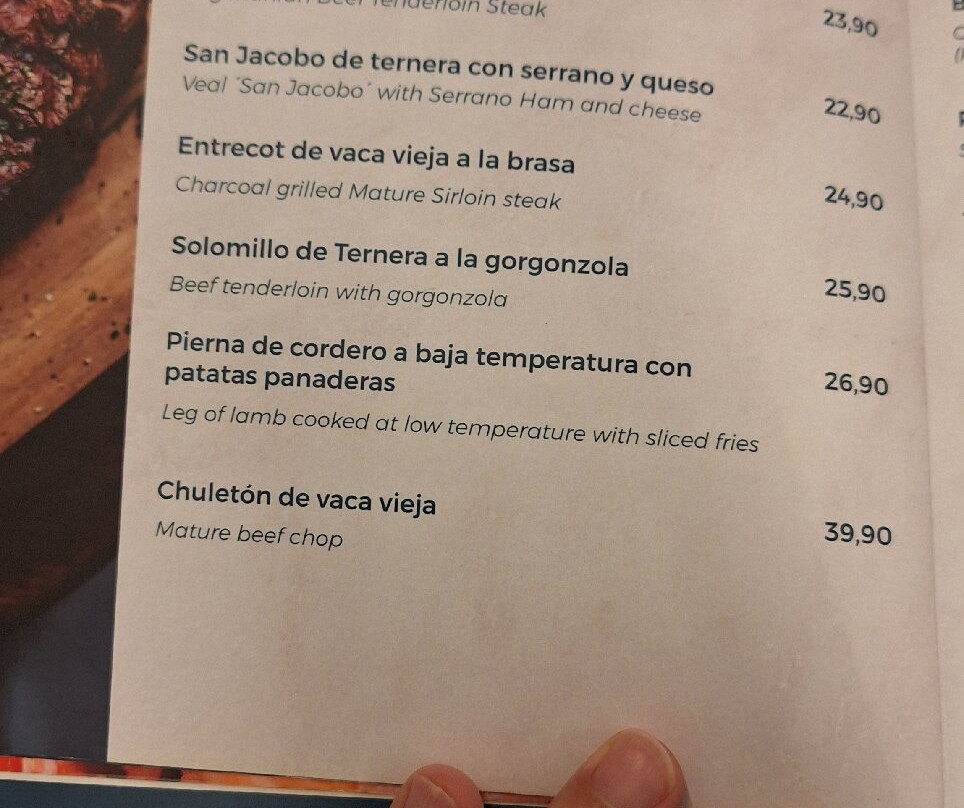 Beef Tenderloin Steak
23,90
San Jacobo de ternera con serrano y queso
Veal ´San Jacobo´ with Serrano Ham and cheese
22,90
Entrecot de vaca vieja a la brasa
Charcoal grilled Mature Sirloin steak
24,90
Solomillo de Ternera a la gorgonzola
Beef tenderloin with gorgonzola
25,90
Pierna de cordero a baja temperatura con
patatas panaderas
26,90
Leg of lamb cooked at low temperature with sliced fries
Chuletón de vaca vieja
Mature beef chop
39,90